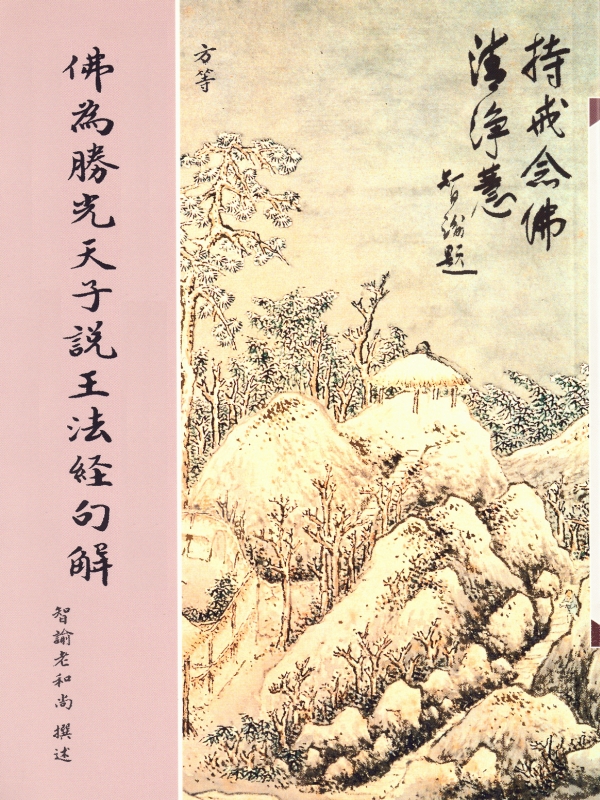 持戒念佛
清淨慧
智諭題
方等
佛為勝光天子說王法経句解
智諭老和尚 撰述